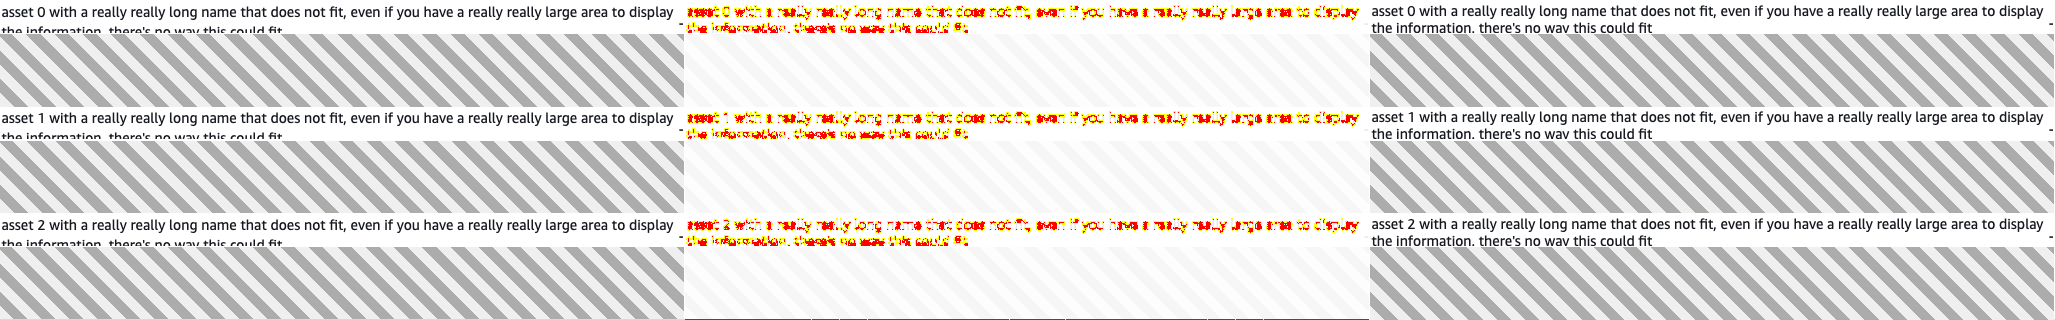 asset 0 with a really really long name that does not fit, even if you have a really really large area to display
the information, there's no way this could fit
asset 1 with a really really long name that does not fit, even if you have a really really large area to display
the information, there's no way this could fit
asset 2 with a really really long name that does not fit, even if you have a really really large area to display
the information, there's no way this could fit
asset 0 with a really really long name that does not fit, even if you have a really really large area to display
the information, there's no way this could fit
asset 1 with a really really long name that does not fit, even if you have a really really large area to display
the information, there's no way this could fit
asset 2 with a really really long name that does not fit, even if you have a really really large area to display
the information, there's no way this could fit
asset 0 with a really really long name that does not fit, even if you have a really really large area to display
the information, there's no way this could fit
asset 1 with a really really long name that does not fit, even if you have a really really large area to display
the information, there's no way this could fit
asset 2 with a really really long name that does not fit, even if you have a really really large area to display
the information, there's no way this could fit